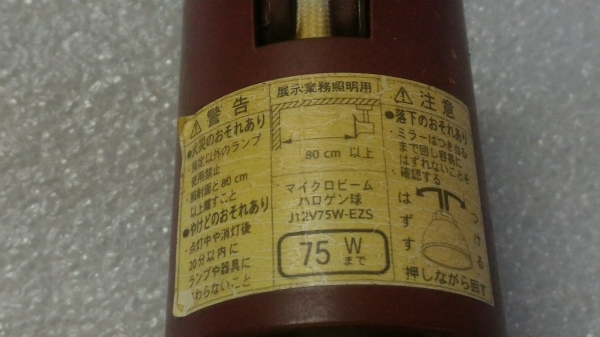 ⚠警告
●火災のおそれあり
・指定以外のランプ
使用禁止
・照射面と80cm
以上離すこと
●やけどのおそれあり
・点灯中や消灯後
20分以内に
ランプや器具に
さわらないこと
展示業務照明用
80cm 以上
マイクロビーム
ハロゲン球
J12V75W-EZS
75Wまで
⚠注意
●落下のおそれあり
・ミラーはつき当る
まで回し容易に
はずれないことを
確認する
はずす
つける
押しながら回す